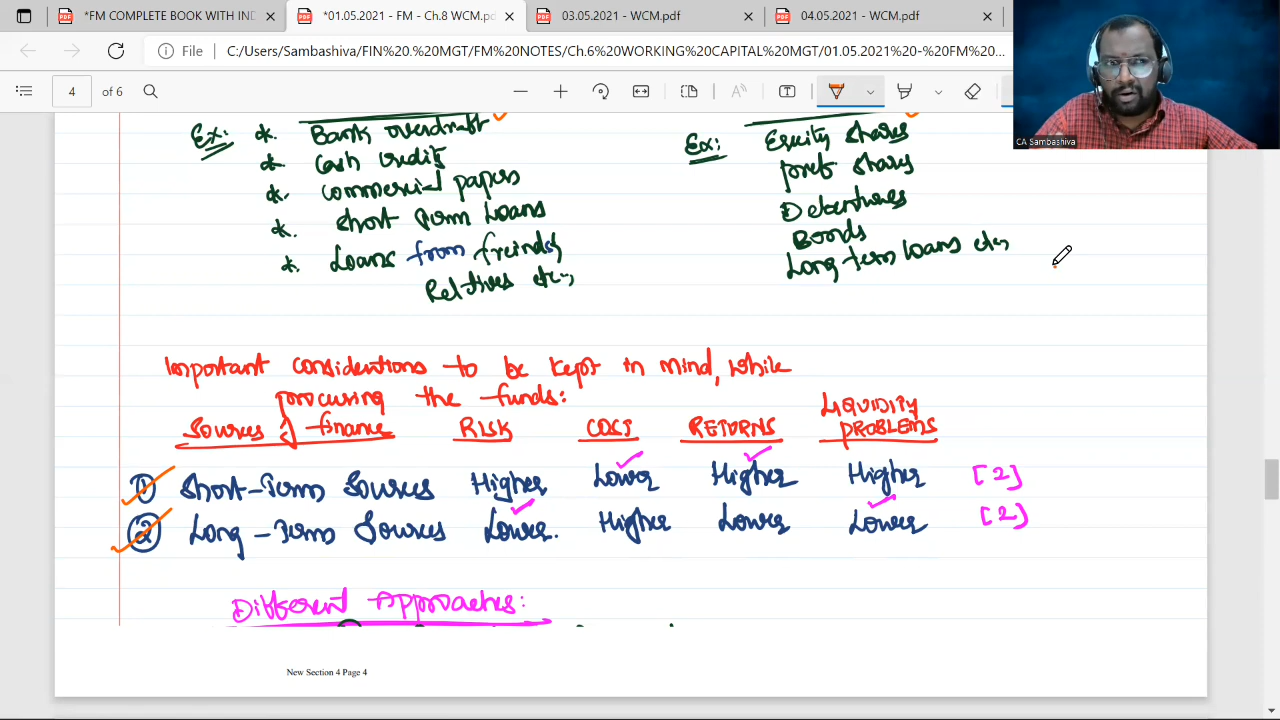 *FM COMPLETE BOOK WITH IND
*01.05.2021 - FM - Ch.8 WCM.pd
03.05.2021 - WCM.pdf
04.05.2021 - WCM.pdf
File
C:/Users/Sambashiva/FIN%20.%20MGT/FM%20NOTES/Ch.6%20WORKING%20CAPITAL%20MGT/01.05.2021%20-%20FM%20...
4 of 6
CA Sambashiva
Ex: *. Bank overdraft
*. Cash credit
*. Commercial papers
*. Short Term Loans
*. Loans from freinds/
Reltives etc.,
Ex: Equity shares
pref. shares
Debentures
Bonds
Long term loans etc.,
Important considerations to be kept in mind, while
procuring the funds:
Sources of finance RISK COST RETURNS LIQUIDITY PROBLEMS
① Short-Term Sources Higher Lower Higher Higher [2]
② Long-Term Sources Lower. Higher Lower Lower [2]
Different Approaches:
New Section 4 Page 4